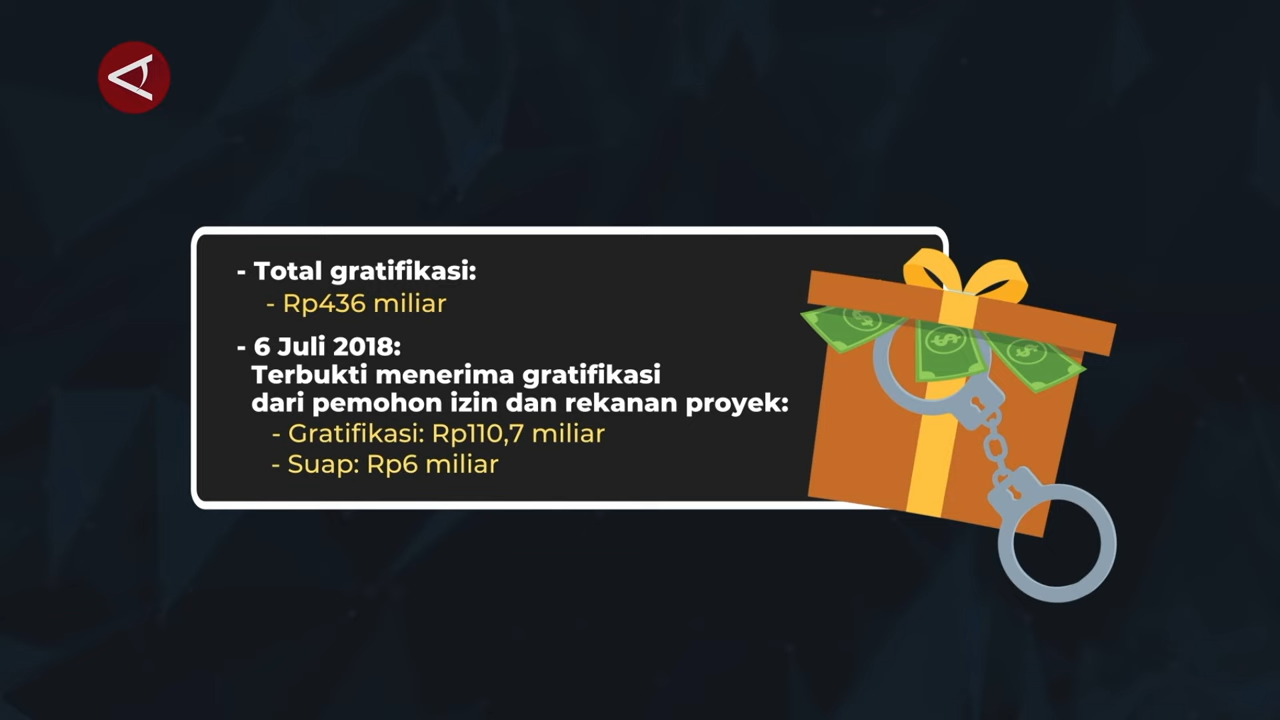 - Total gratifikasi:
- Rp436 miliar
- 6 Juli 2018:
Terbukti menerima gratifikasi
dari pemohon izin dan rekanan proyek:
- Gratifikasi: Rp110,7 miliar
- Suap: Rp6 miliar